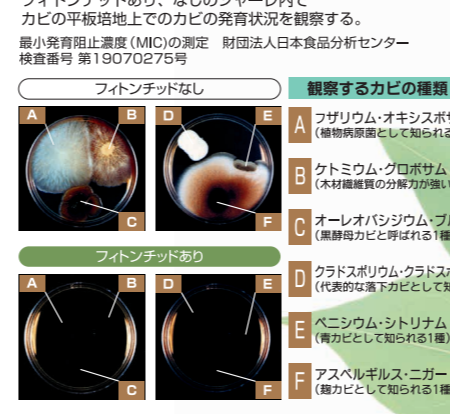 カビの平板培地上でのカビの発育状況を観察する。
最小発育阻止濃度(MIC)の測定　財団法人日本食品分析センター
検査番号 第19070275号
フィトンチッドなし
A B D E
C F
フィトンチッドあり
A B D E
C F
観察するカビの種類
A フザリウム・オキシスポ
(植物病原菌として知られる
B ケトミウム・グロボサム
(木材繊維質の分解力が強い
C オーレオバシジウム・プル
(黒酵母カビと呼ばれる1種
D クラドスポリウム・クラドスポ
(代表的な落下カビとして知
E ペニシウム・シトリナム
(青カビとして知られる1種)
F アスペルギルス・ニガー
(麹カビとして知られる1種